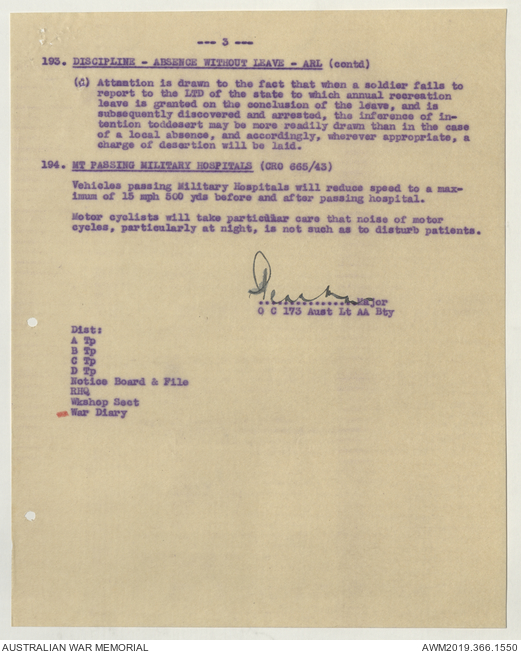 --- 3 ---
193. DISCIPLINE - ABSENCE WITHOUT LEAVE - ARL (contd)
(d) Attention is drawn to the fact that when a soldier fails to
report to the LTD of the state to which annual recreation
leave is granted on the conclusion of the leave, and is
subsequently discovered and arrested, the inference of in-
tention toddesert may be more readily drawn than in the case
of a local absence, and accordingly, wherever appropriate, a
charge of desertion will be laid.
194. MT PASSING MILITARY HOSPITALS (CRO 665/43)
Vehicles passing Military Hospitals will reduce speed to a max-
imum of 15 mph 500 yds before and after passing hospital.
Motor cyclists will take particular care that noise of motor
cycles, particularly at night, is not such as to disturb patients.
................Major
O C 173 Aust Lt AA Bty
Dist:
A Tp
B Tp
C Tp
D Tp
Notice Board & File
RHQ
Wkshop Sect
War Diary
AUSTRALIAN WAR MEMORIAL
AWM2019.366.1550